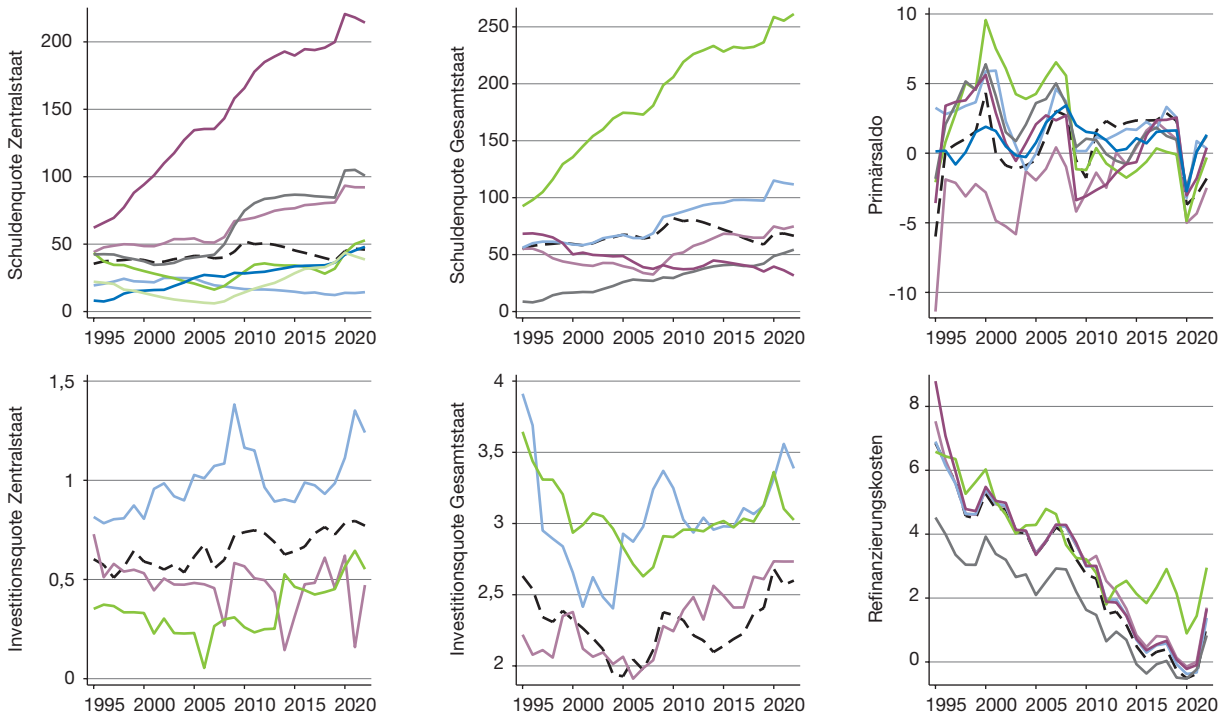 Schuldenquote Zentralstaat
200
150
100
50
0
1995 2000 2005 2010 2015 2020
Schuldenquote Gesamtstaat
250
200
150
100
50
0
1995 2000 2005 2010 2015 2020
Primärsaldo
10
5
0
-5
-10
1995 2000 2005 2010 2015 2020
Investitionsquote Zentralstaat
1,5
1
0,5
0
1995 2000 2005 2010 2015 2020
Investitionsquote Gesamtstaat
4
3,5
3
2,5
2
1995 2000 2005 2010 2015 2020
Refinanzierungskosten
8
6
4
2
0
1995 2000 2005 2010 2015 2020